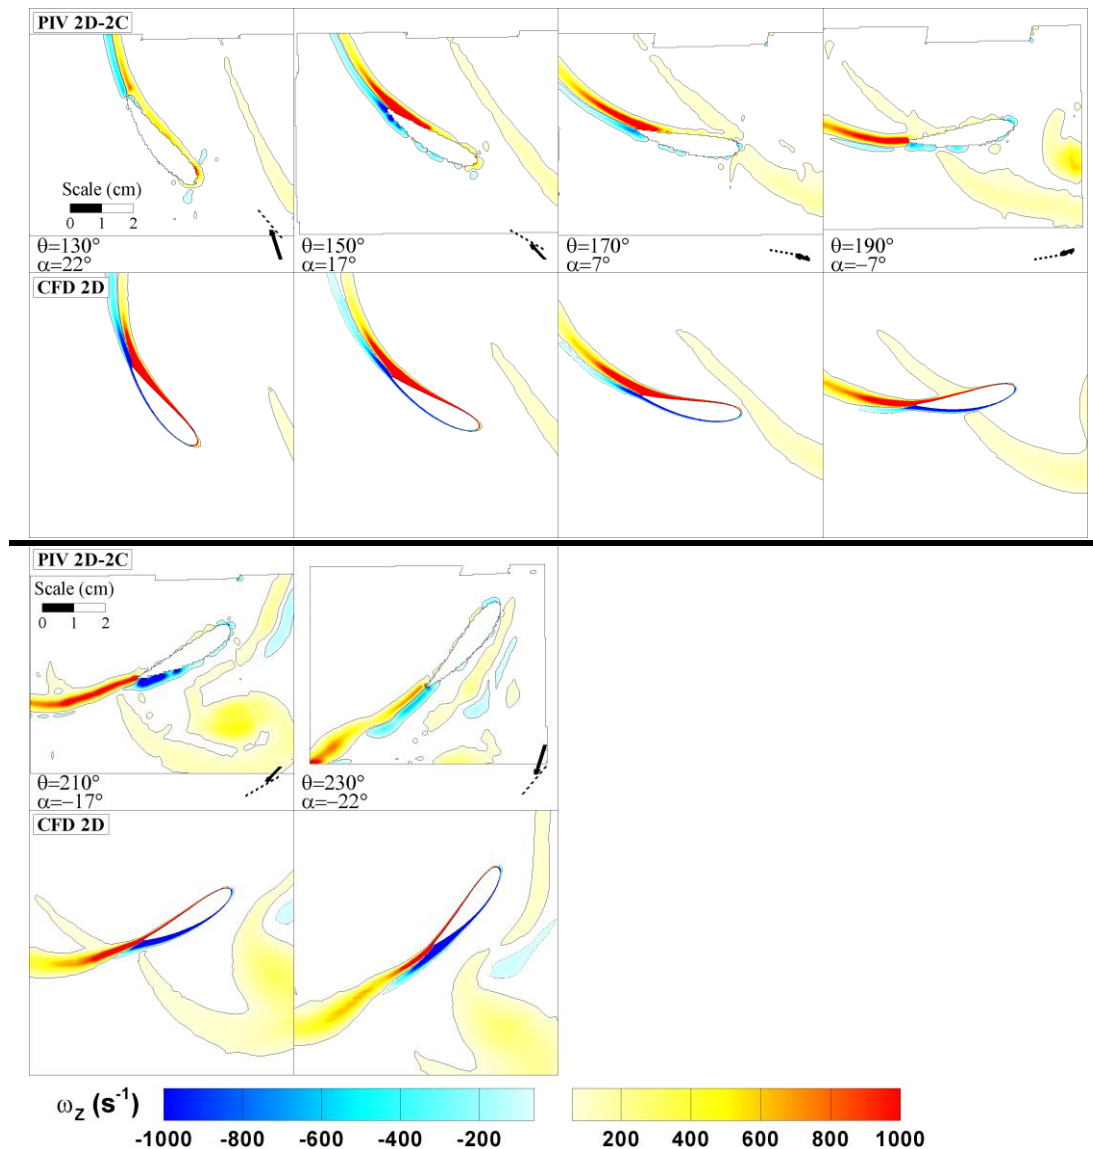 PIV 2D-2C
Scale (cm)
0 1 2
θ=130°
α=22°
θ=150°
α=17°
θ=170°
α=7°
θ=190°
α=−7°
CFD 2D
PIV 2D-2C
Scale (cm)
0 1 2
θ=210°
α=−17°
θ=230°
α=−22°
CFD 2D
ωz (s⁻¹)
-1000 -800 -600 -400 -200 200 400 600 800 1000